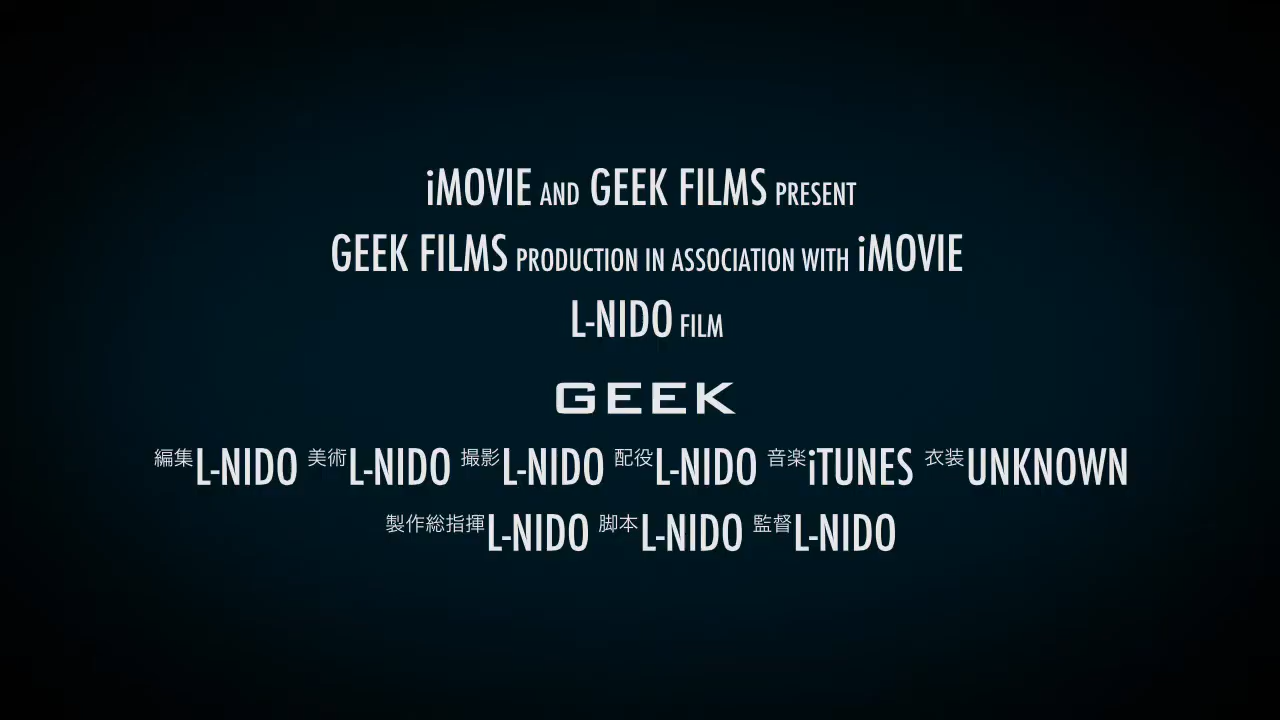 iMOVIE AND GEEK FILMS PRESENT
GEEK FILMS PRODUCTION IN ASSOCIATION WITH iMOVIE
L-NIDO FILM
GEEK
編集L-NIDO 美術L-NIDO 撮影L-NIDO 配役L-NIDO 音楽iTUNES 衣装UNKNOWN
製作総指揮L-NIDO 脚本L-NIDO 監督L-NIDO